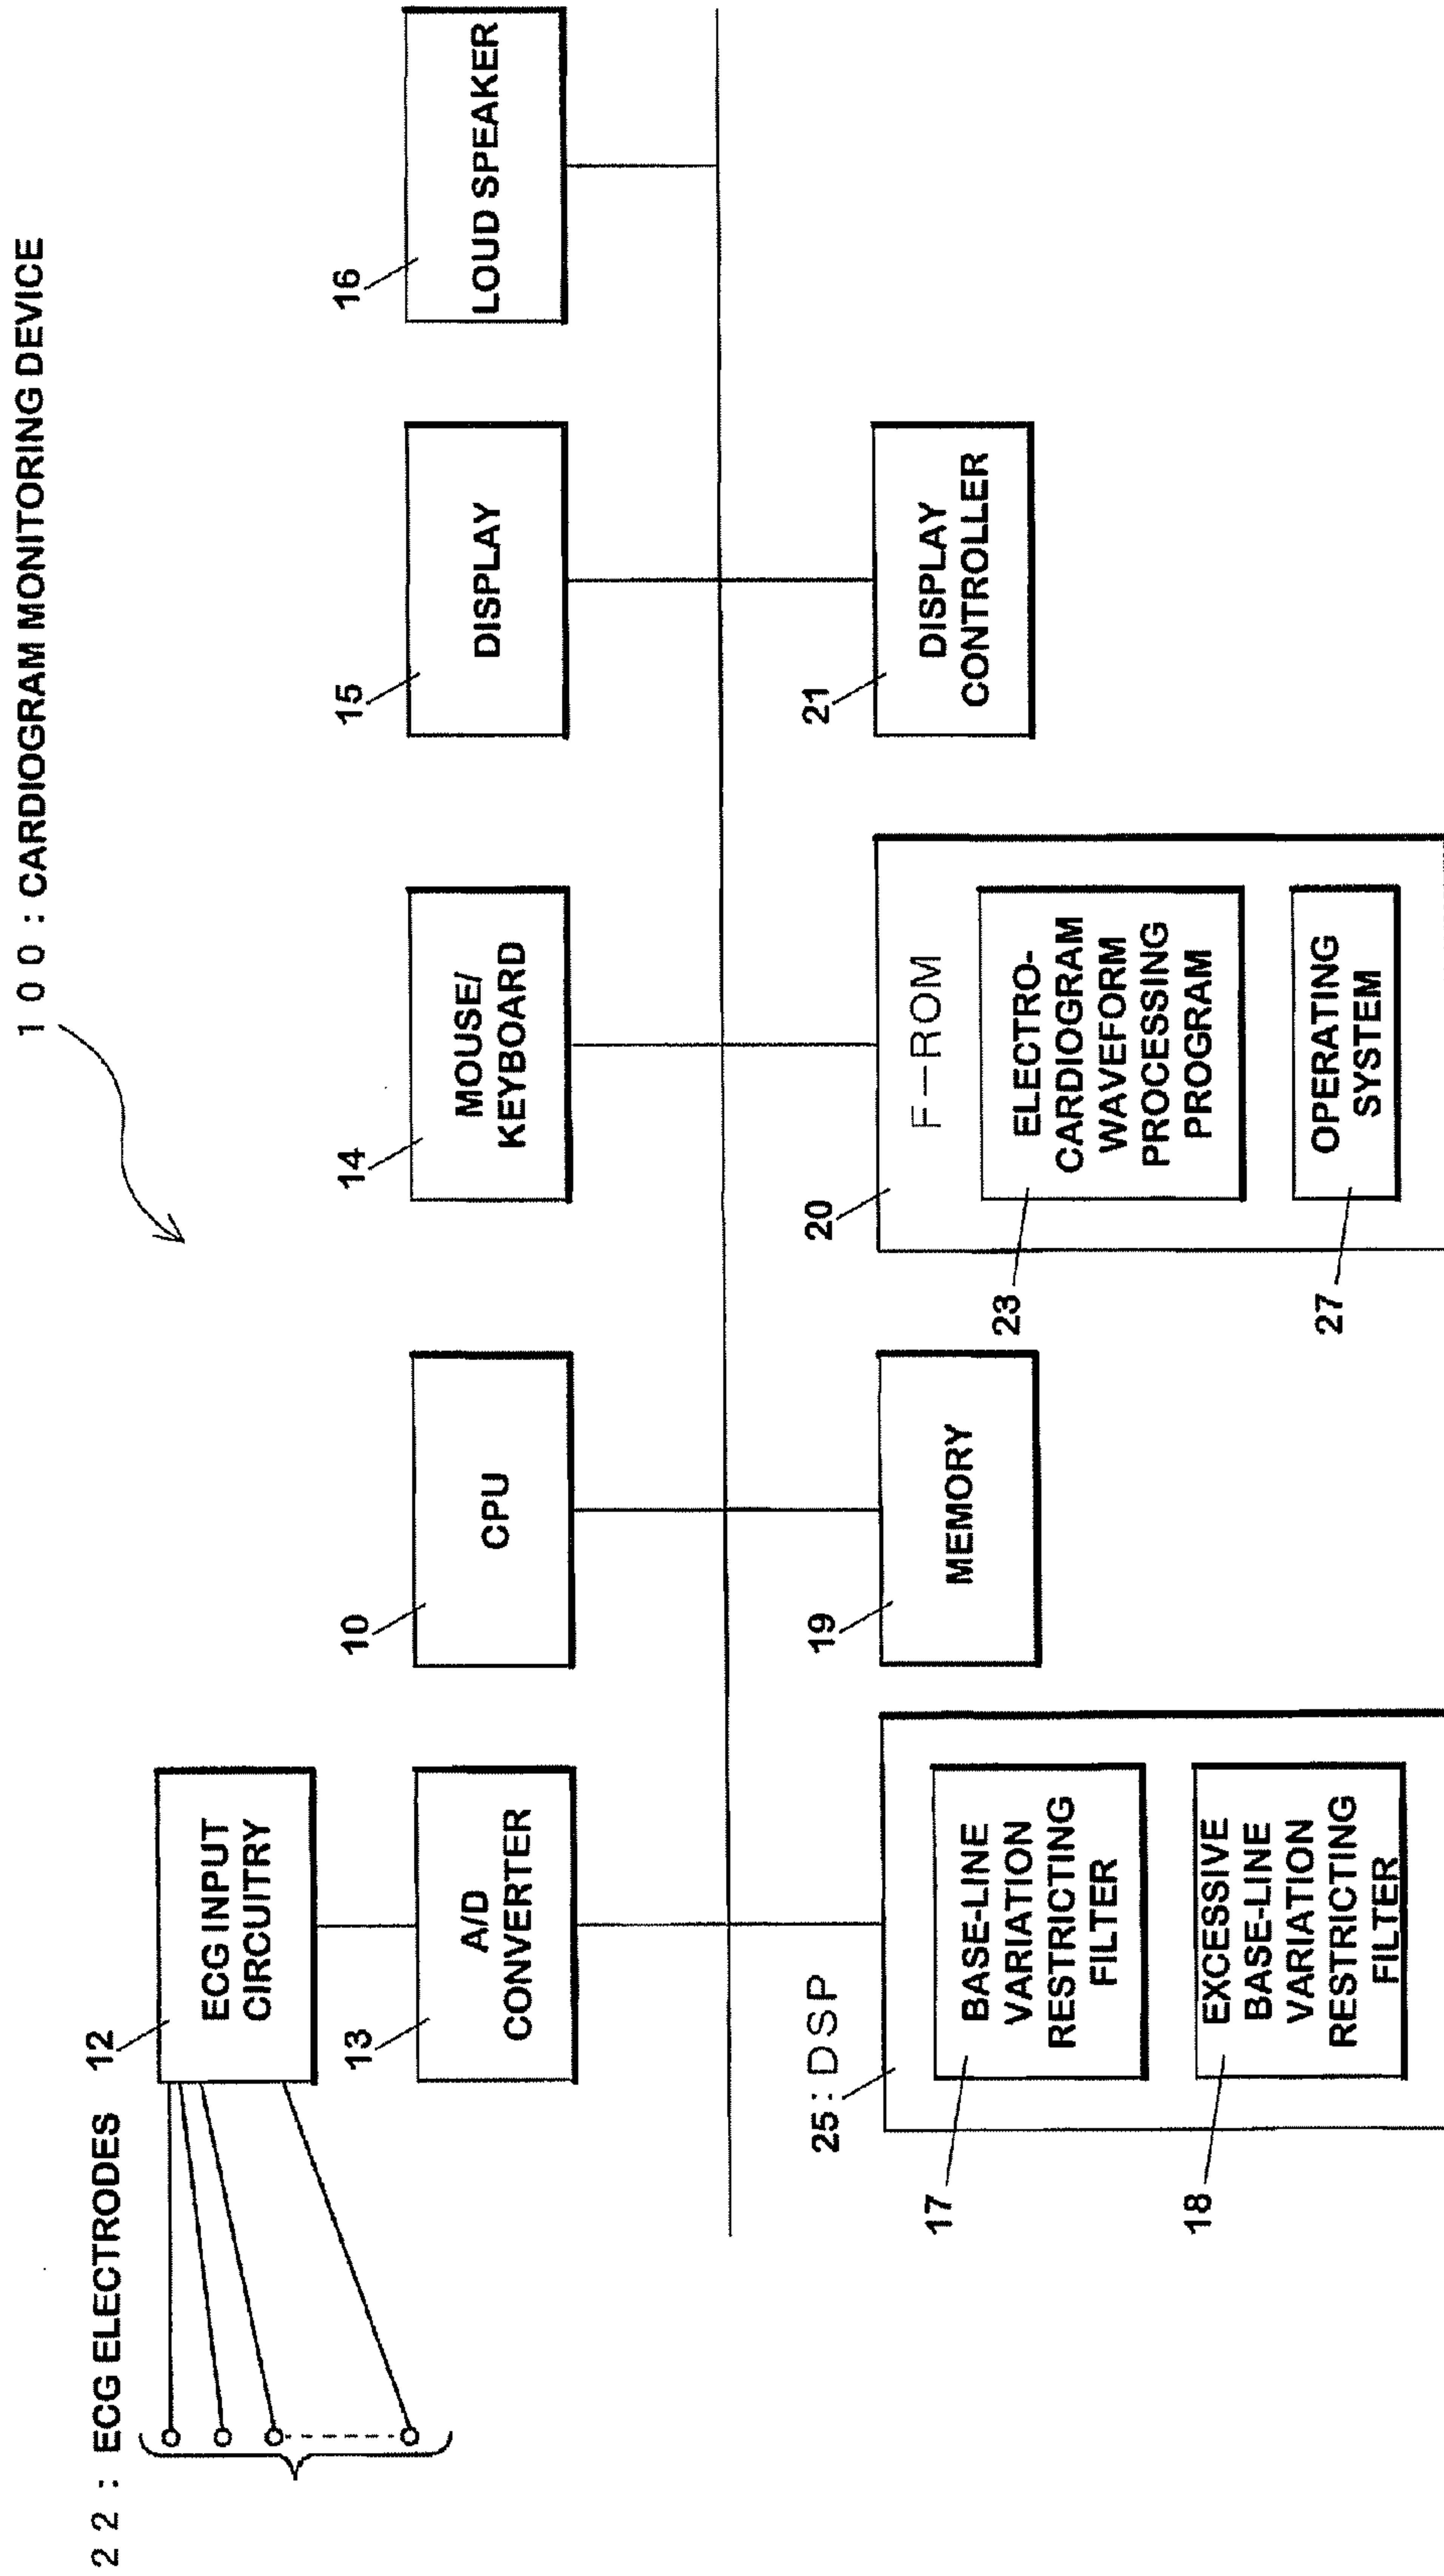 100 : CARDIOGRAM MONITORING DEVICE
22 : ECG ELECTRODES
12
ECG INPUT
CIRCUITRY
13
A/D
CONVERTER
10
CPU
14
MOUSE/
KEYBOARD
15
DISPLAY
16
LOUD SPEAKER
25 : DSP
17
BASE-LINE
VARIATION
RESTRICTING
FILTER
18
EXCESSIVE
BASE-LINE
VARIATION
RESTRICTING
FILTER
19
MEMORY
20
F-ROM
23
ELECTRO-
CARDIOGRAM
WAVEFORM
PROCESSING
PROGRAM
27
OPERATING
SYSTEM
21
DISPLAY
CONTROLLER